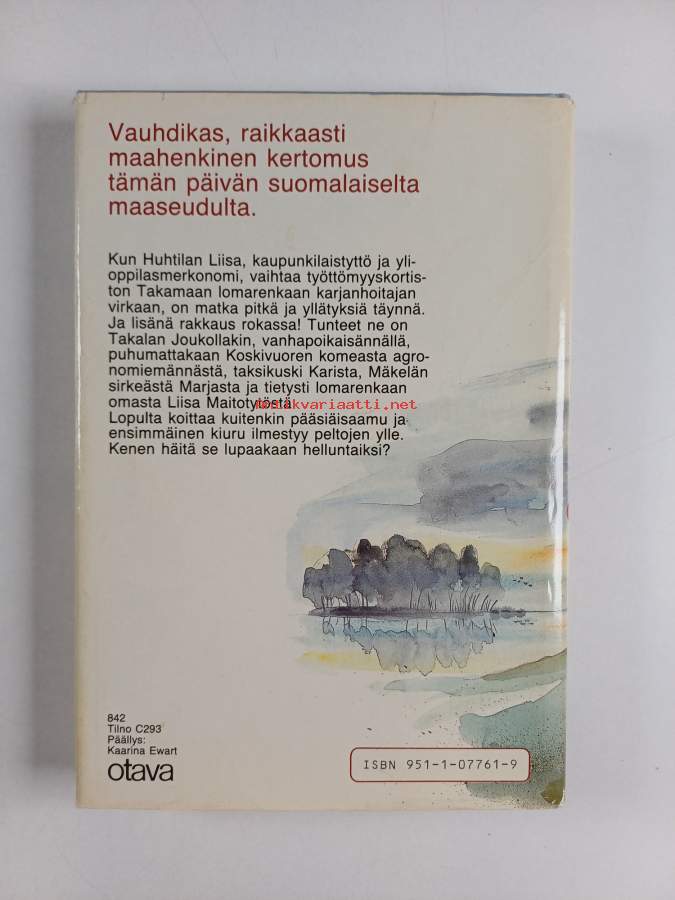 Vauhdikas, raikkaasti
maahenkinen kertomus
tämän päivän suomalaiselta
maaseudulta.
Kun Huhtilan Liisa, kaupunkilaistyttö ja yli-
oppilasmerkonomi, vaihtaa työttömyyskortis-
ton Takamaan lomarenkaan karjanhoitajan
virkaan, on matka pitkä ja yllätyksiä täynnä.
Ja lisänä rakkaus rokassa! Tunteet ne on
Takalan Joukollakin, vanhapoikaisännällä,
puhumattakaan Koskivuoren komeasta agro-
nomiemännästä, taksikuski Karista, Mäkelän
sirkeästä Marjasta ja tietysti lomarenkaan
omasta Liisa Maitotytöstä.
antikvariaatti.net
Lopulta koittaa kuitenkin pääsiäisaamu ja
ensimmäinen kiuru ilmestyy peltojen ylle.
Kenen häitä se lupaakaan helluntaiksi?
842
Tilno C293
Päällys:
Kaarina Ewart
otava
ISBN 951-1-07761-9